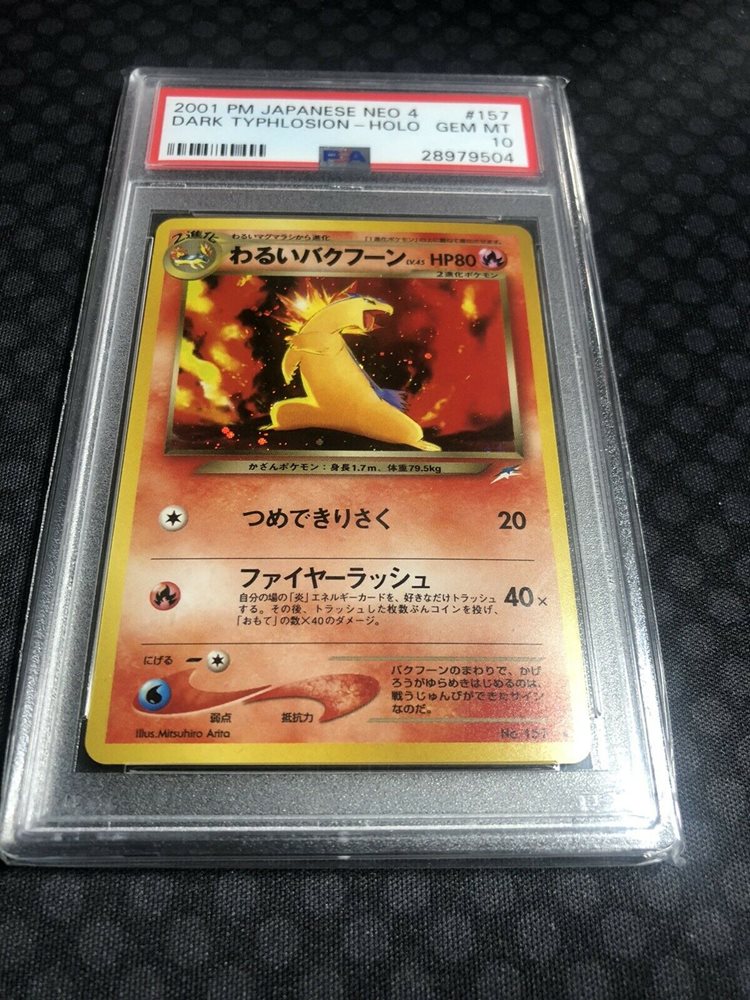 2001 PM JAPANESE NEO 4 #157
DARK TYPHLOSION - HOLO GEM MT
10
PSA 28979504
2進化
わるいマグマラシから進化
わるいバクフーン LV.45 HP80
2進化ポケモン
かざんポケモン：身長1.7m、体重79.5kg
つめできりさく 20
ファイヤーラッシュ
自分の場の「炎」エネルギーカードを、好きなだけトラッシュ
する。その後、トラッシュした枚数ぶんコインを投げ、
「おもて」の数×40のダメージ。
40×
にげる
バクフーンのまわりで、かげ
ろうがゆらめきはじめるのは、
戦うじゅんびができたサイン
なのだ。
弱点 抵抗力
Illus.Mitsuhiro Arita
No.157